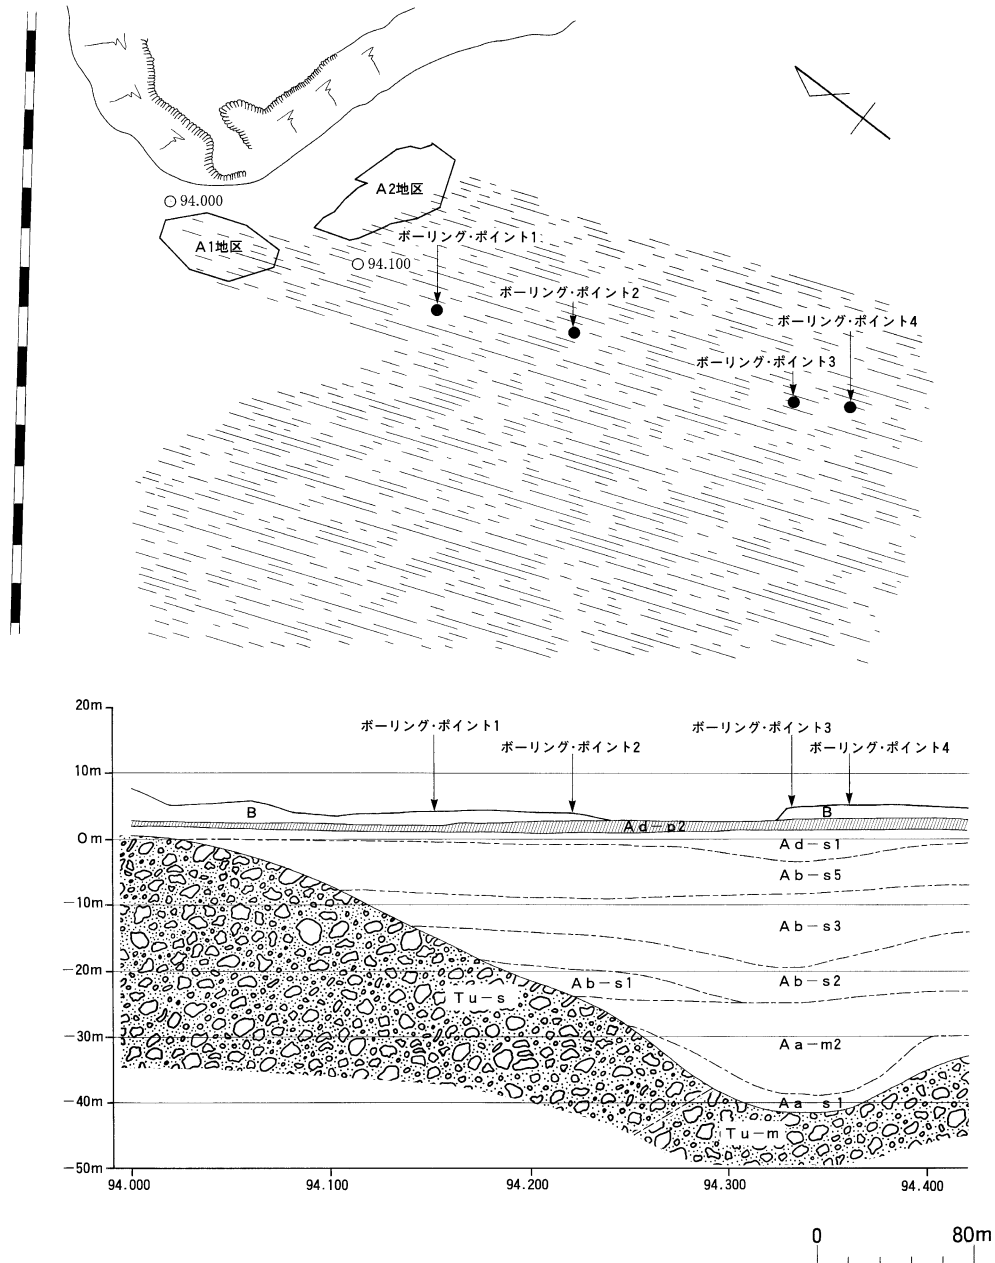 A2地区
94.000
A1地区
ボーリング・ポイント1
94.100
ボーリング・ポイント2
ボーリング・ポイント4
ボーリング・ポイント3
20m
ボーリング・ポイント1
ボーリング・ポイント3
ボーリング・ポイント2
ボーリング・ポイント4
10m
B
B
Ad−p2
0m
Ad−s1
Ab−s5
−10m
Ab−s3
−20m
Ab−s1
Ab−s2
Tu−s
−30m
Aa−m2
−40m
Aa−s1
Tu−m
−50m
94.000
94.100
94.200
94.300
94.400
0
80m